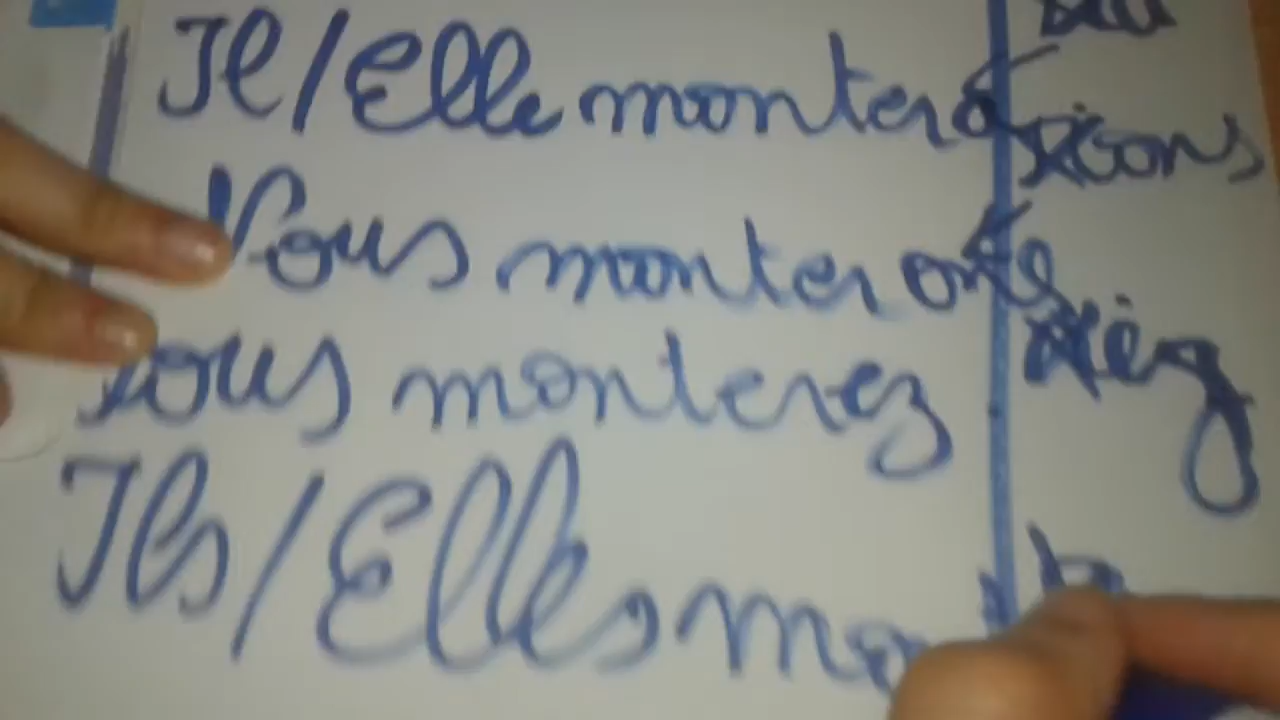 Il/Elle montera
Nous monterons
vous monterez
Ils/Elles mon